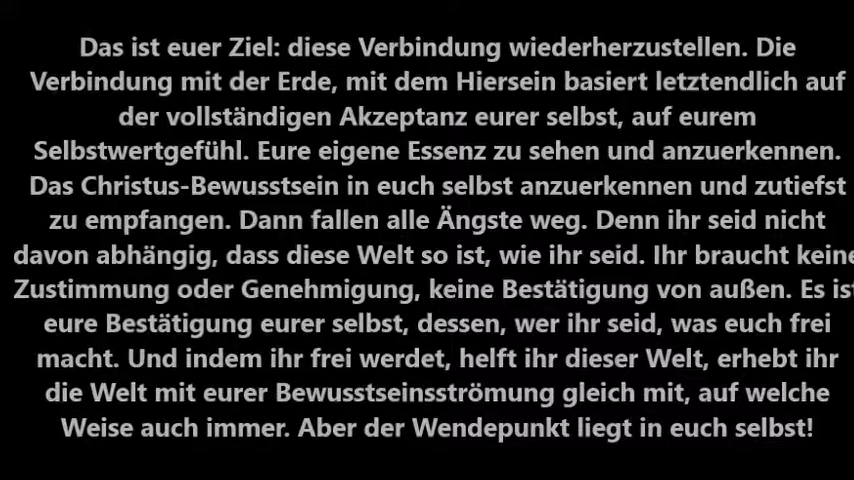 Das ist euer Ziel: diese Verbindung wiederherzustellen. Die
Verbindung mit der Erde, mit dem Hiersein basiert letztendlich auf
der vollständigen Akzeptanz eurer selbst, auf eurem
Selbstwertgefühl. Eure eigene Essenz zu sehen und anzuerkennen.
Das Christus-Bewusstsein in euch selbst anzuerkennen und zutiefst
zu empfangen. Dann fallen alle Ängste weg. Denn ihr seid nicht
davon abhängig, dass diese Welt so ist, wie ihr seid. Ihr braucht keine
Zustimmung oder Genehmigung, keine Bestätigung von außen. Es ist
eure Bestätigung eurer selbst, dessen, wer ihr seid, was euch frei
macht. Und indem ihr frei werdet, helft ihr dieser Welt, erhebt ihr
die Welt mit eurer Bewusstseinsströmung gleich mit, auf welche
Weise auch immer. Aber der Wendepunkt liegt in euch selbst!